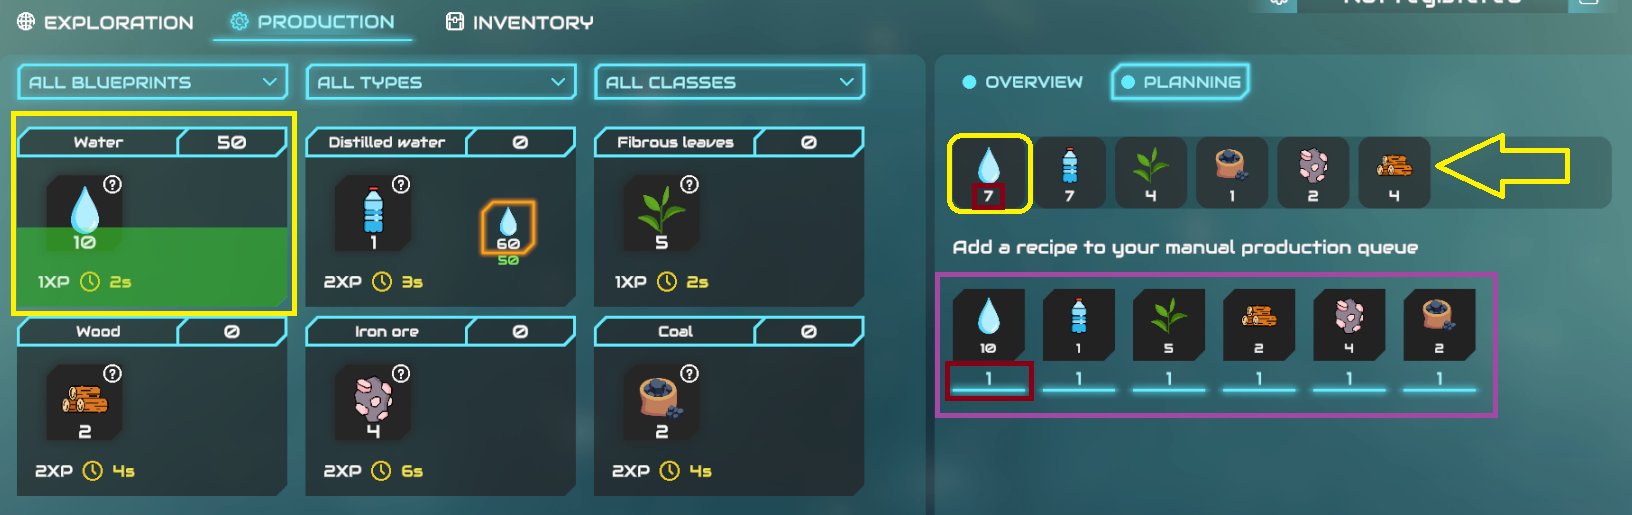 EXPLORATION PRODUCTION INVENTORY
ALL BLUEPRINTS ALL TYPES ALL CLASSES
Water 50
? 10
1XP 2s
Distilled water 0
? 1
60
50
2XP 3s
Fibrous leaves 0
? 5
1XP 2s
Wood 0
? 2
2XP 4s
Iron ore 0
? 4
2XP 6s
Coal 0
? 2
2XP 4s
OVERVIEW PLANNING
7 7 4 1 2 4
Add a recipe to your manual production queue
10 1 5 2 4 2
1 1 1 1 1 1